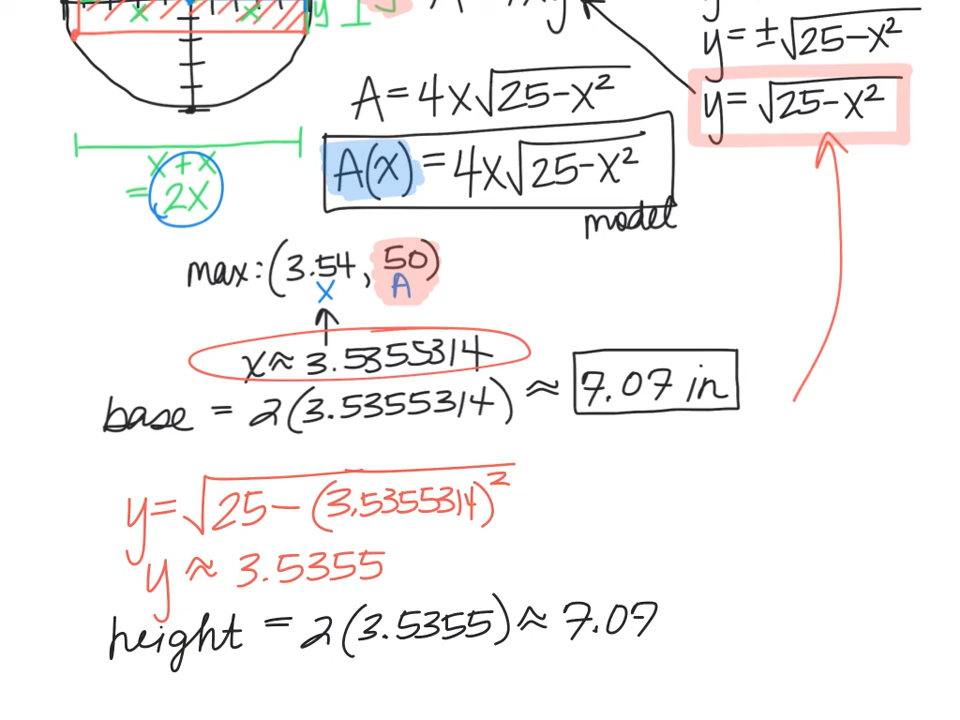 x x y
y = ±√25-x²
A = 4x√25-x²
y = √25-x²
x + x
= 2x
A(x) = 4x√25-x²
model
max: (3.54, 50)
x A
x ≈ 3.5355314
base = 2(3.5355314) ≈ 7.07 in
y = √25-(3.5355314)²
y ≈ 3.5355
height = 2(3.5355) ≈ 7.07